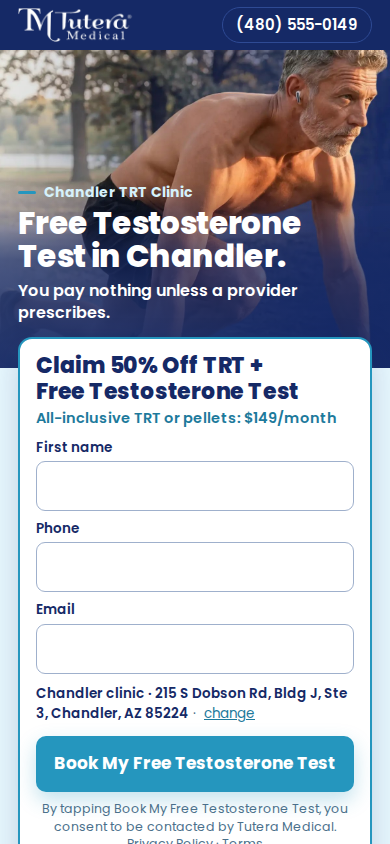 Tutera®
Medical
(480) 555-0149
Chandler TRT Clinic
Free Testosterone
Test in Chandler.
You pay nothing unless a provider
prescribes.
Claim 50% Off TRT +
Free Testosterone Test
All-inclusive TRT or pellets: $149/month
First name
Phone
Email
Chandler clinic · 215 S Dobson Rd, Bldg J, Ste
3, Chandler, AZ 85224 · change
Book My Free Testosterone Test
By tapping Book My Free Testosterone Test, you
consent to be contacted by Tutera Medical.
Privacy Policy · Terms